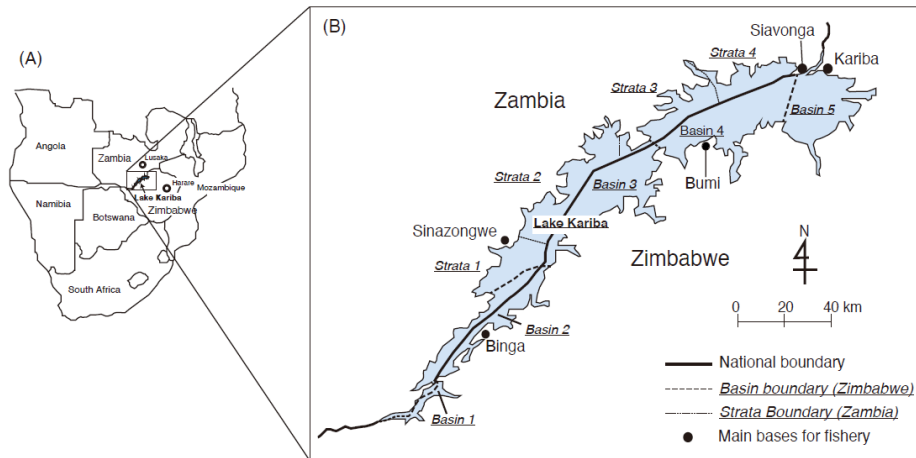 (A)
Angola
Zambia
Lusaka
Harare
Mozambique
Lake Kariba
Zimbabwe
Namibia
Botswana
South Africa
(B)
Siavonga
Kariba
Strata 4
Zambia
Strata 3
Basin 5
Basin 4
Bumi
Strata 2
Basin 3
Lake Kariba
Sinazongwe
Zimbabwe
N
Strata 1
0 20 40 km
Basin 2
Binga
National boundary
Basin boundary (Zimbabwe)
Basin 1
Strata Boundary (Zambia)
Main bases for fishery